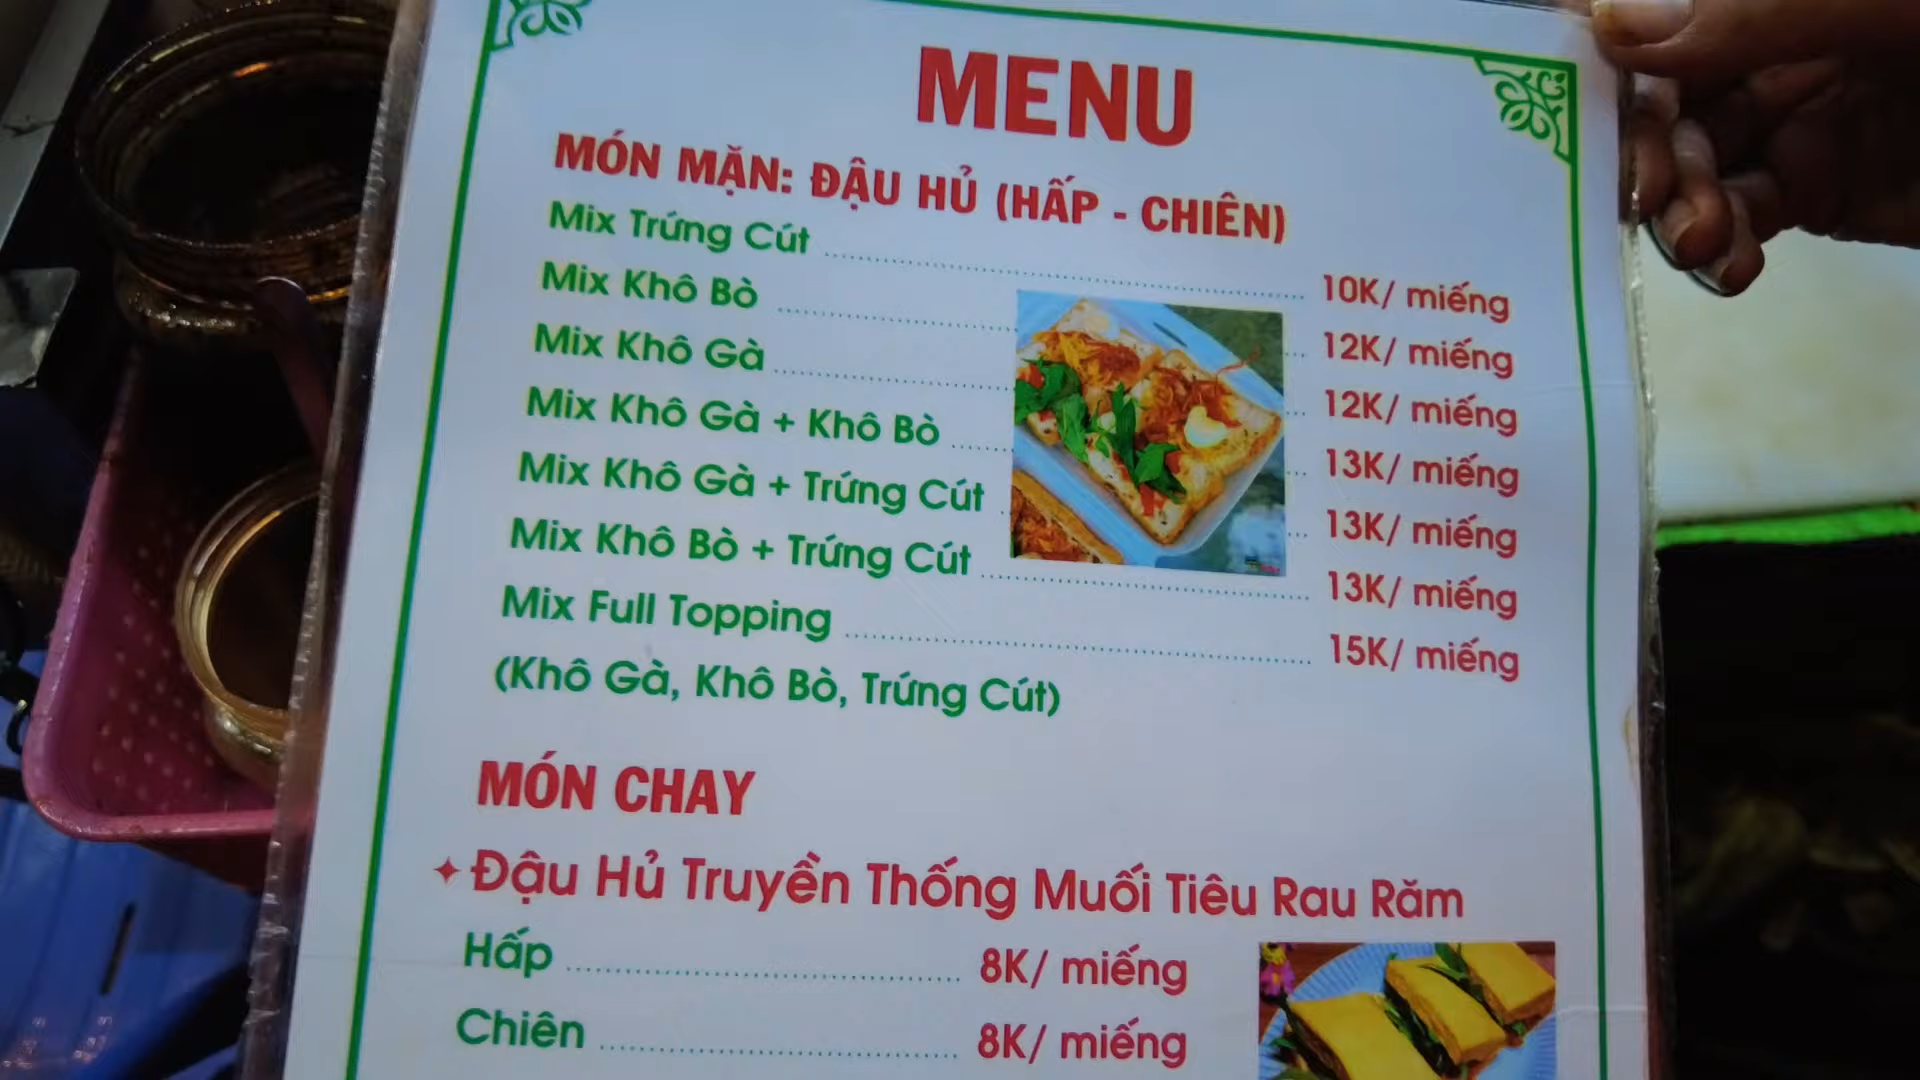 MENU
MÓN MẶN: ĐẬU HỦ (HẤP - CHIÊN)
Mix Trứng Cút 10K/ miếng
Mix Khô Bò 12K/ miếng
Mix Khô Gà 12K/ miếng
Mix Khô Gà + Khô Bò 13K/ miếng
Mix Khô Gà + Trứng Cút 13K/ miếng
Mix Khô Bò + Trứng Cút 13K/ miếng
Mix Full Topping 15K/ miếng
(Khô Gà, Khô Bò, Trứng Cút)
MÓN CHAY
Đậu Hủ Truyền Thống Muối Tiêu Rau Răm
Hấp 8K/ miếng
Chiên 8K/ miếng